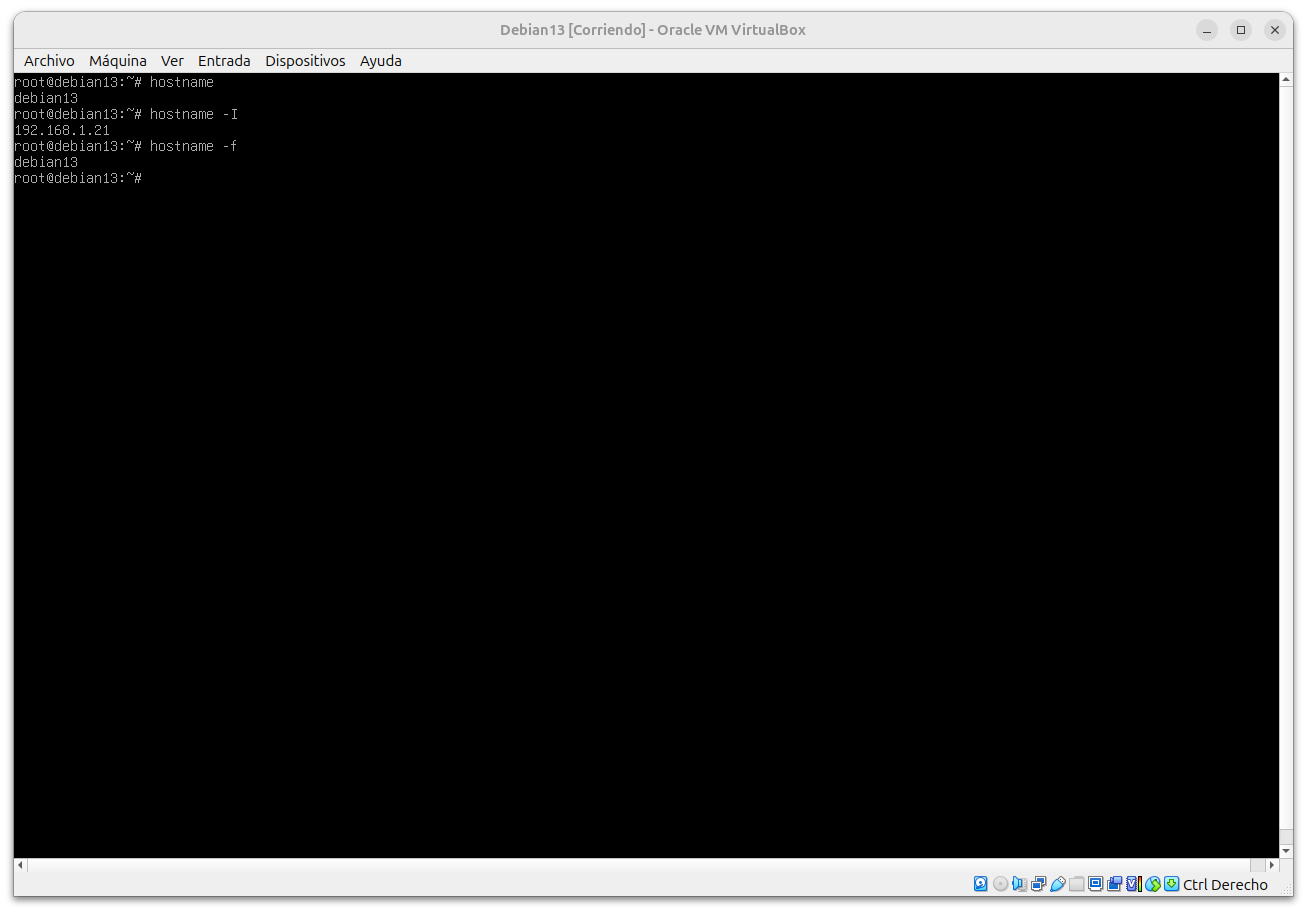 Debian13 [Corriendo] - Oracle VM VirtualBox
Archivo Máquina Ver Entrada Dispositivos Ayuda
root@debian13:~# hostname
debian13
root@debian13:~# hostname -I
192.168.1.21
root@debian13:~# hostname -f
debian13
root@debian13:~#
Ctrl Derecho